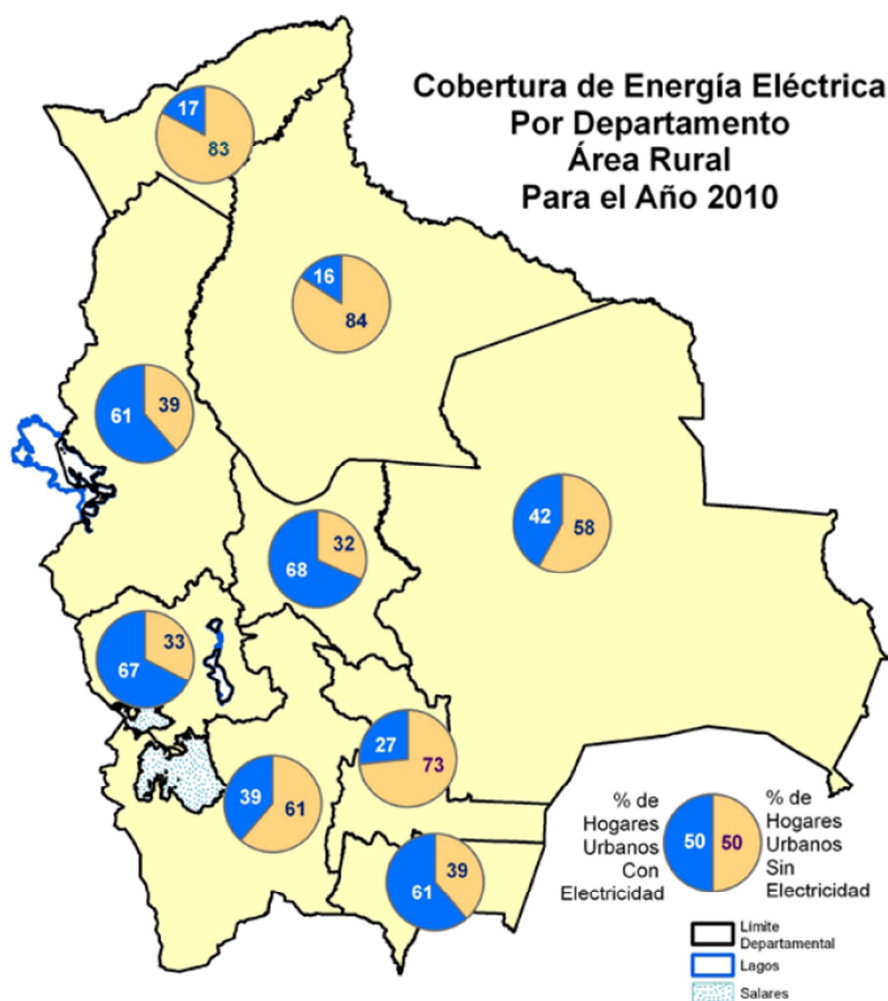 Cobertura de Energía Eléctrica
Por Departamento
Área Rural
Para el Año 2010
17
83
16
84
61
39
42
58
32
68
33
67
27
73
39
61
39
61
% de
Hogares
Urbanos
Con
Electricidad
50
50
% de
Hogares
Urbanos
Sin
Electricidad
Límite
Departamental
Lagos
Salares